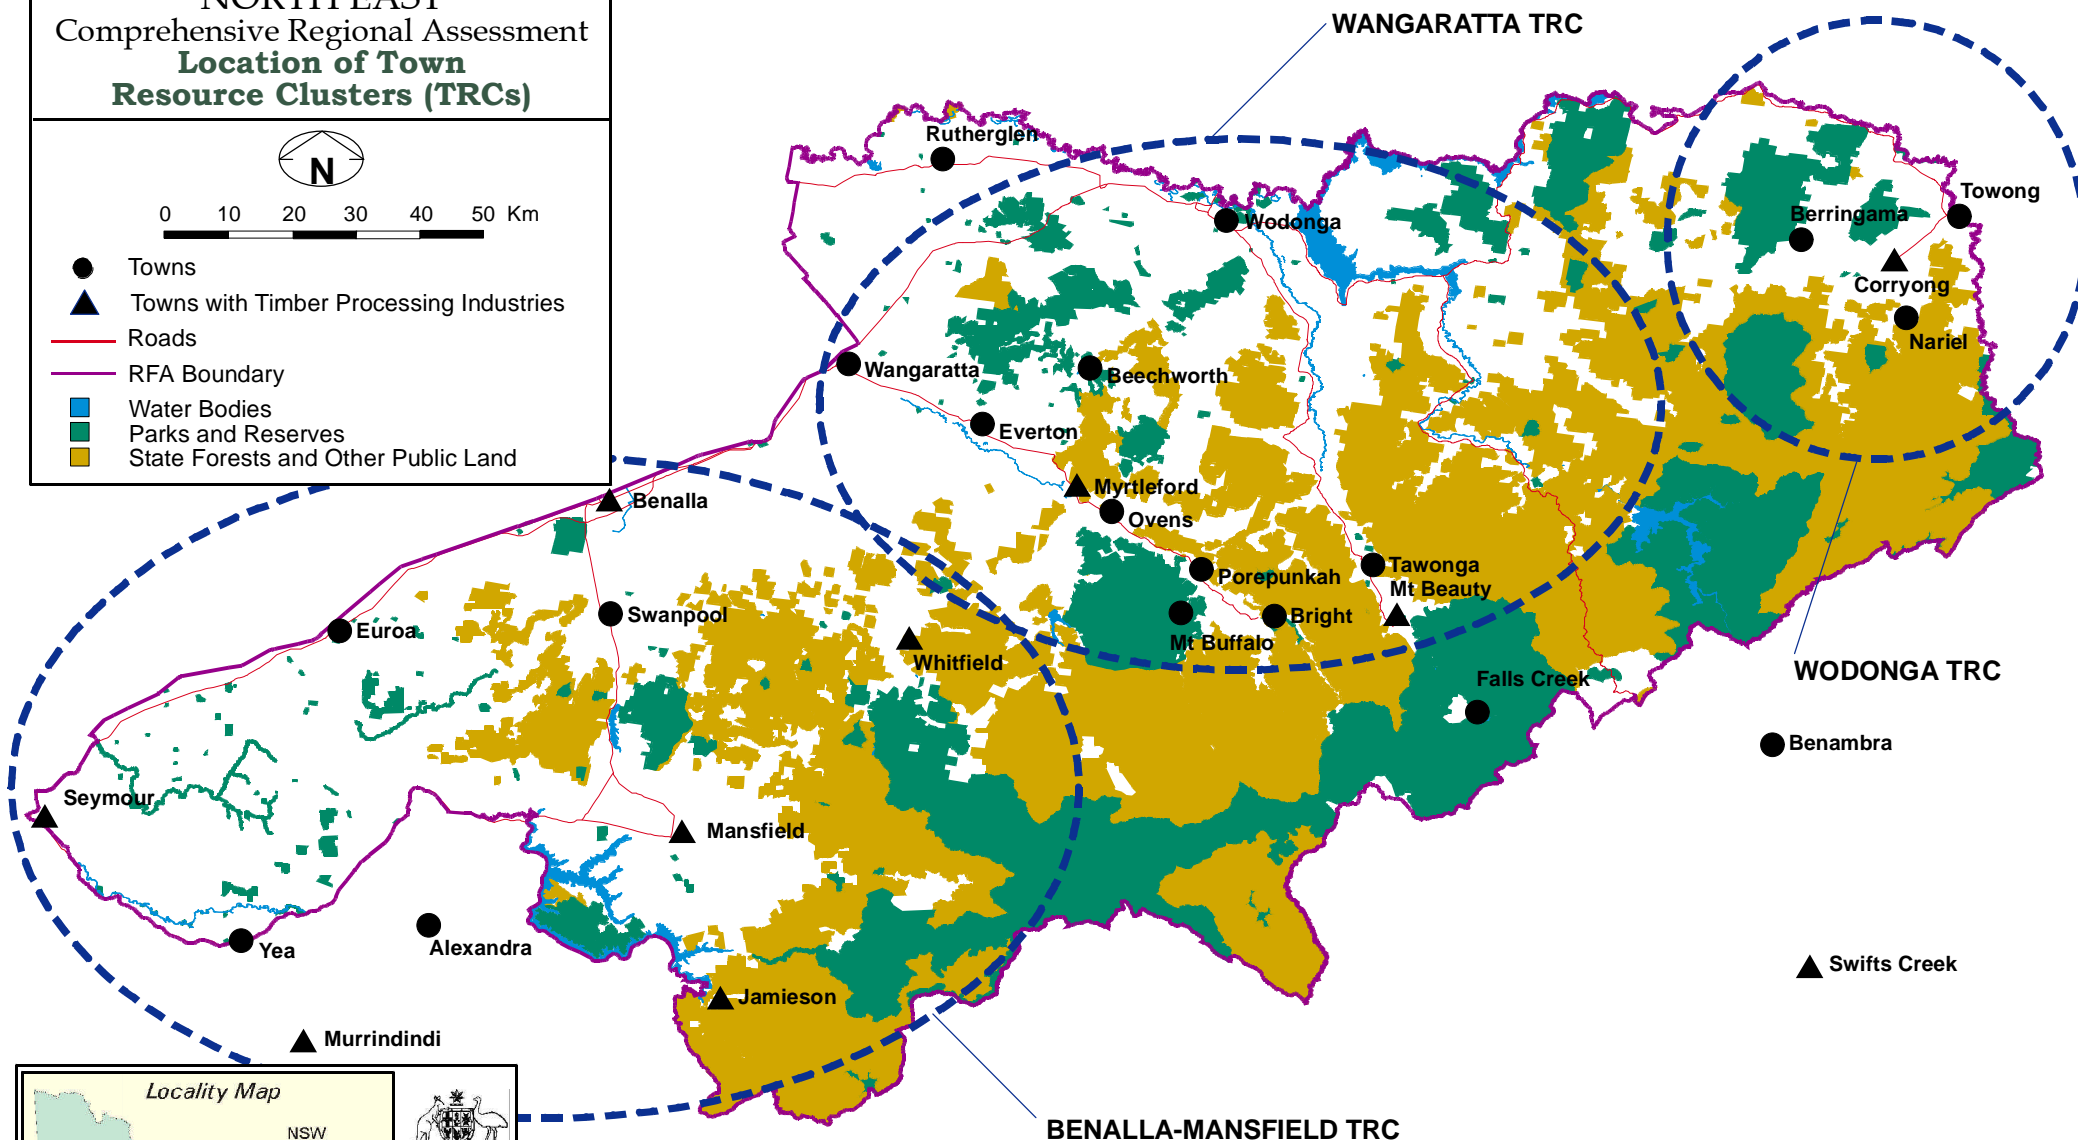 NORTH EAST
Comprehensive Regional Assessment
Location of Town
Resource Clusters (TRCs)
N
0 10 20 30 40 50 Km
Towns
Towns with Timber Processing Industries
Roads
RFA Boundary
Water Bodies
Parks and Reserves
State Forests and Other Public Land
WANGARATTA TRC
Rutherglen
Wodonga
Towong
Berringama
Corryong
Nariel
Wangaratta
Beechworth
Everton
Myrtleford
Ovens
Benalla
Porepunkah
Tawonga
Mt Beauty
Bright
Mt Buffalo
Swanpool
Euroa
Whitfield
Falls Creek
WODONGA TRC
Benambra
Seymour
Mansfield
Yea
Alexandra
Swifts Creek
Jamieson
Murrindindi
BENALLA-MANSFIELD TRC
Locality Map
NSW